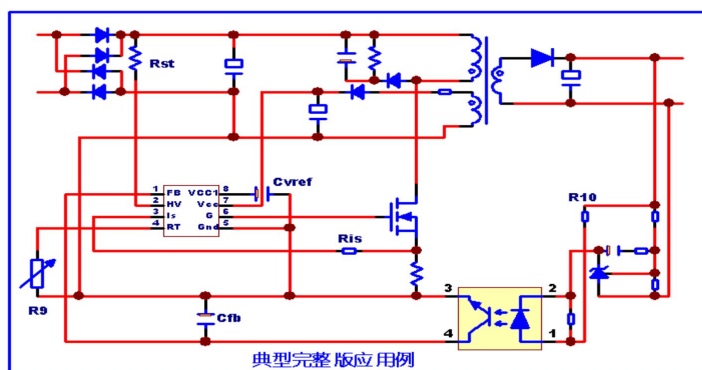 Rst
Cvref
1 FB VCC1 8
2 HV Vcc 7
3 Is G 6
4 RT Gnd 5
R10
Ris
R9
Cfb
3 2
4 1
典型完整版应用例